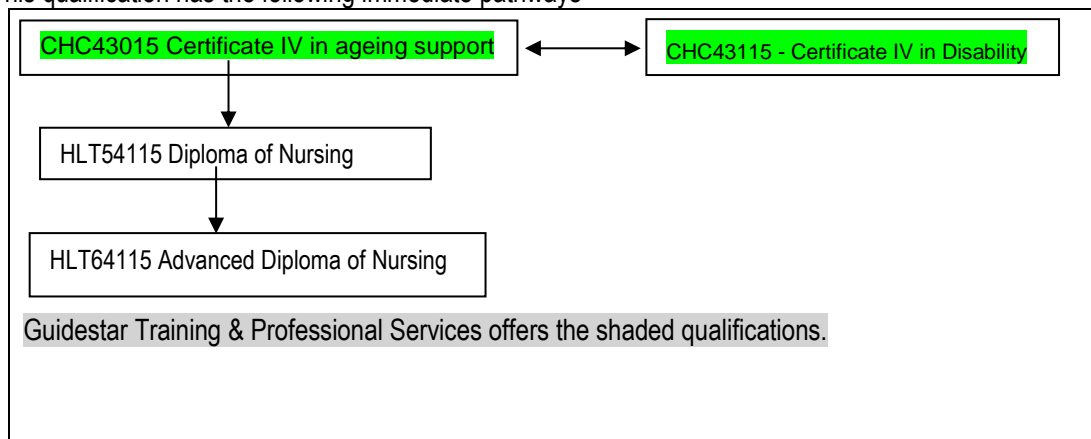 This qualification has the following immediate pathways
CHC43015 Certificate IV in ageing support
CHC43115 - Certificate IV in Disability
HLT54115 Diploma of Nursing
HLT64115 Advanced Diploma of Nursing
Guidestar Training & Professional Services offers the shaded qualifications.